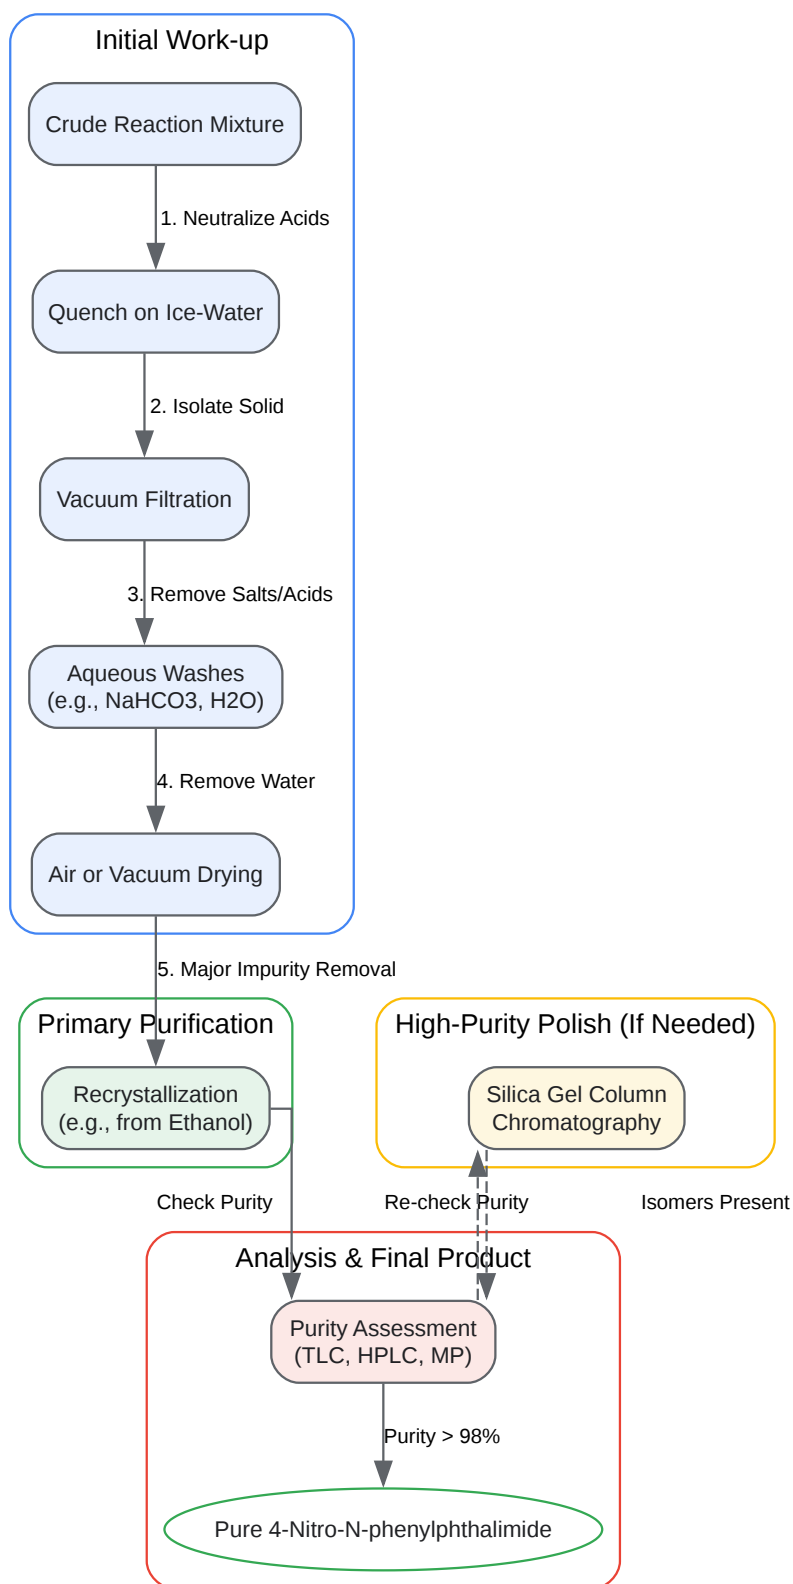 Initial Work-up
Crude Reaction Mixture
1. Neutralize Acids
Quench on Ice-Water
2. Isolate Solid
Vacuum Filtration
3. Remove Salts/Acids
Aqueous Washes
(e.g., NaHCO3, H2O)
4. Remove Water
Air or Vacuum Drying
5. Major Impurity Removal
Primary Purification
High-Purity Polish (If Needed)
Recrystallization
(e.g., from Ethanol)
Silica Gel Column
Chromatography
Check Purity
Re-check Purity
Isomers Present
Analysis & Final Product
Purity Assessment
(TLC, HPLC, MP)
Purity > 98%
Pure 4-Nitro-N-phenylphthalimide